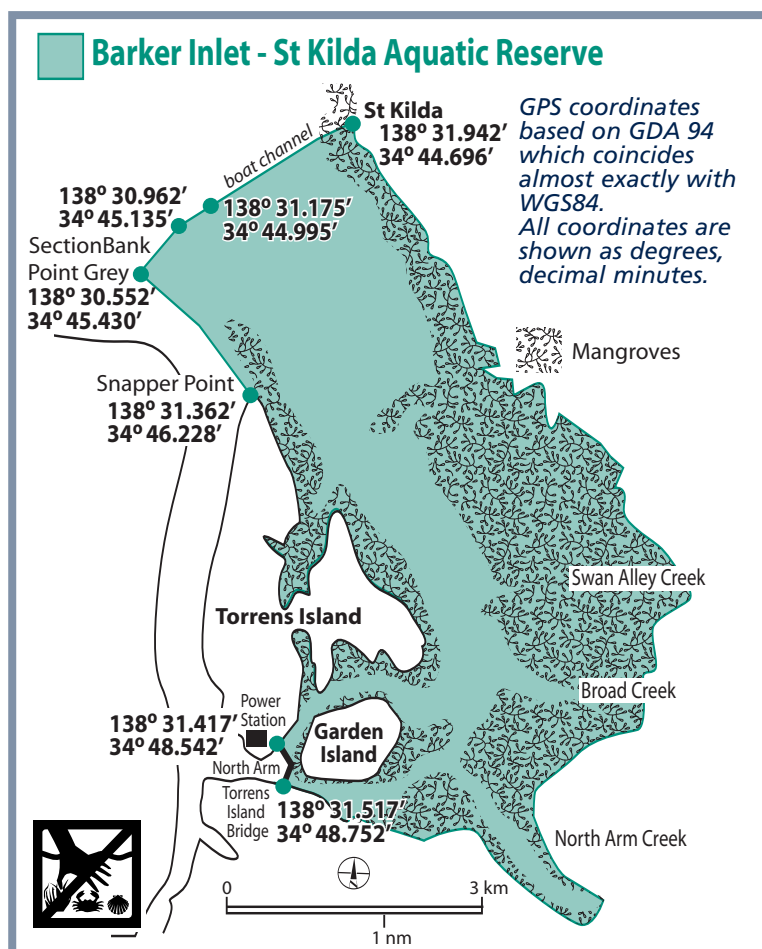 Barker Inlet - St Kilda Aquatic Reserve
St Kilda
138º 31.942’
34º 44.696’
GPS coordinates
based on GDA 94
which coincides
almost exactly with
WGS84.
All coordinates are
shown as degrees,
decimal minutes.
boat channel
138º 30.962’
34º 45.135’
138º 31.175’
34º 44.995’
SectionBank
Point Grey
138º 30.552’
34º 45.430’
Mangroves
Snapper Point
138º 31.362’
34º 46.228’
Swan Alley Creek
Torrens Island
Broad Creek
Power
Station
138º 31.417’
34º 48.542’
Garden
Island
North Arm
Torrens
Island
Bridge
138º 31.517’
34º 48.752’
North Arm Creek
0
3 km
1 nm